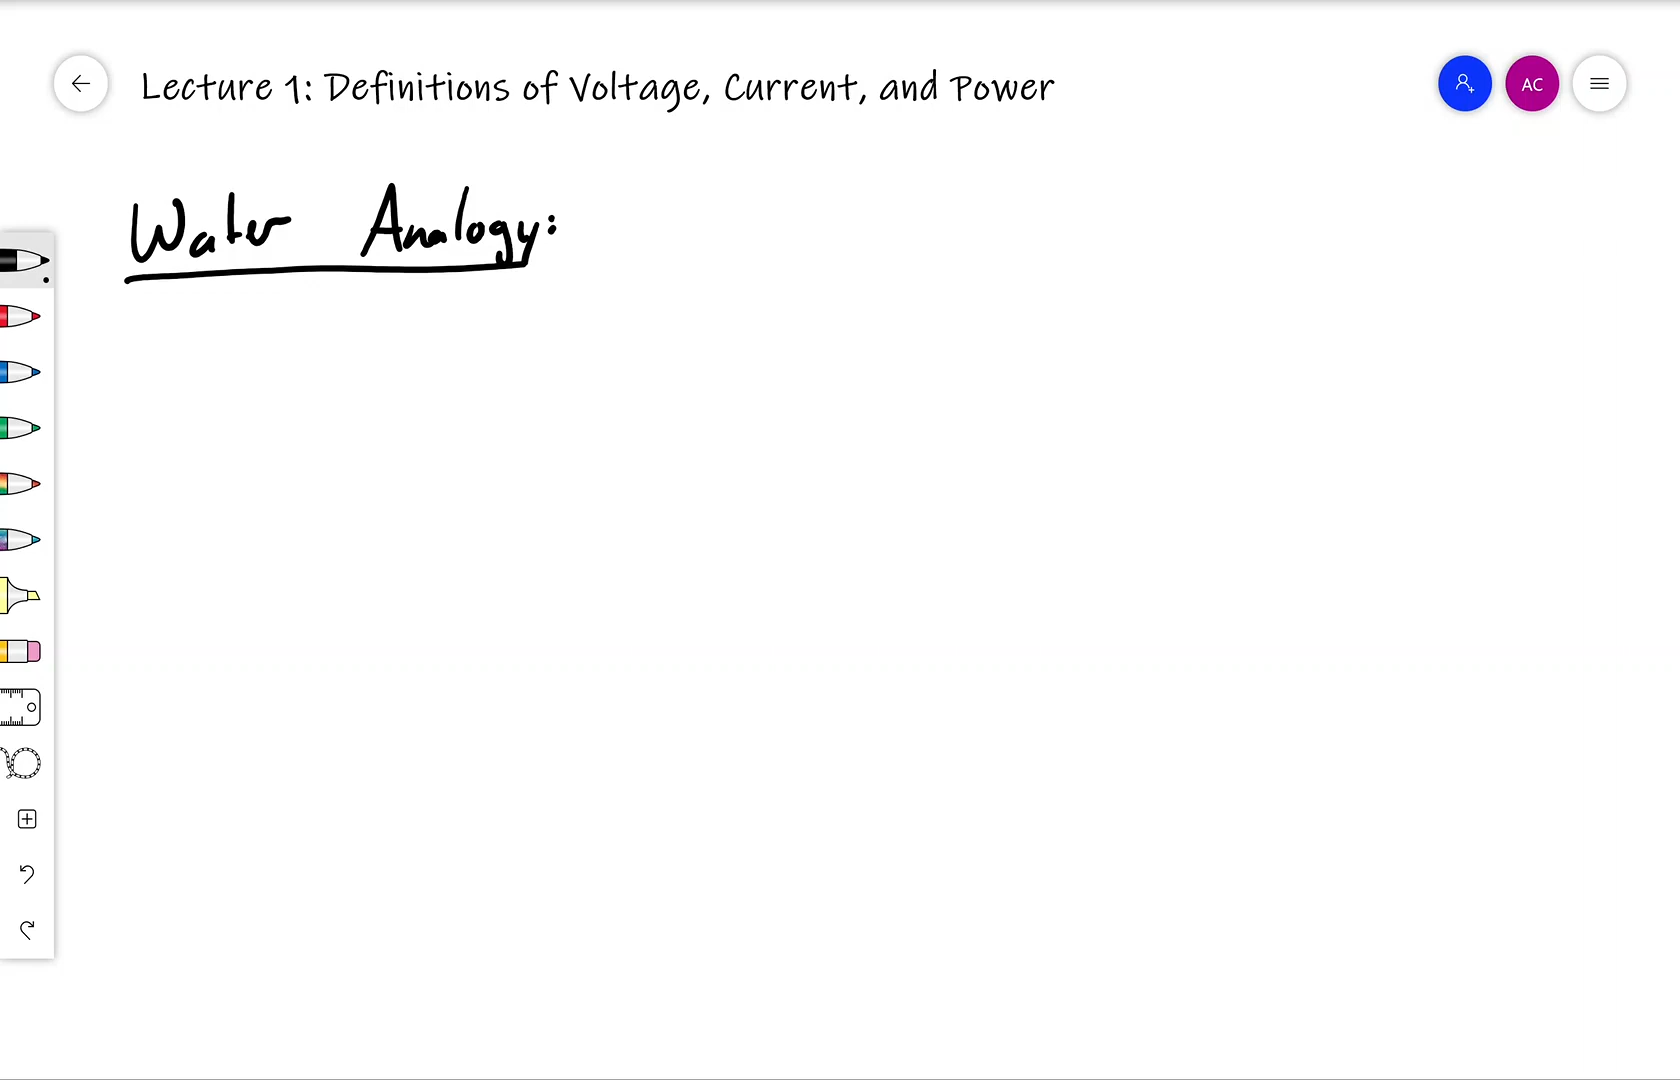 Lecture 1: Definitions of Voltage, Current, and Power
AC
Water Analogy: